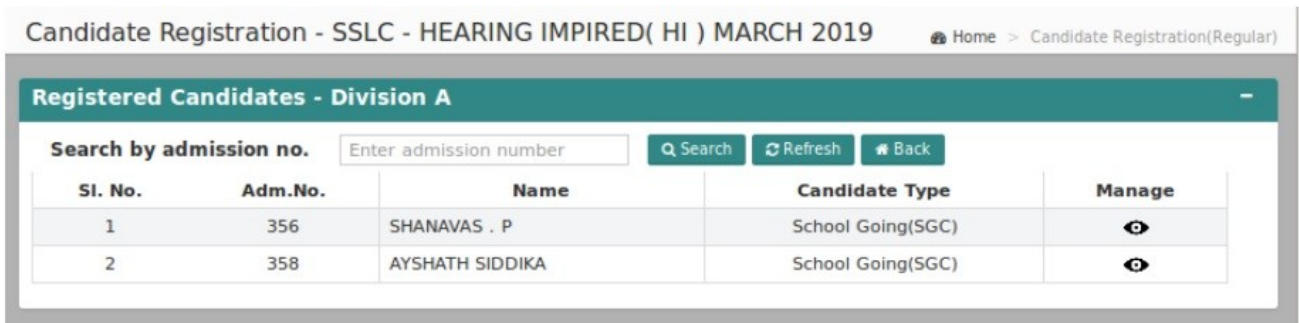 Candidate Registration - SSLC - HEARING IMPIRED( HI ) MARCH 2019 Home > Candidate Registration(Regular)
Registered Candidates - Division A
Search by admission no. Enter admission number Search Refresh Back
Sl. No. Adm.No. Name Candidate Type Manage
1 356 SHANAVAS . P School Going(SGC)
2 358 AYSHATH SIDDIKA School Going(SGC)